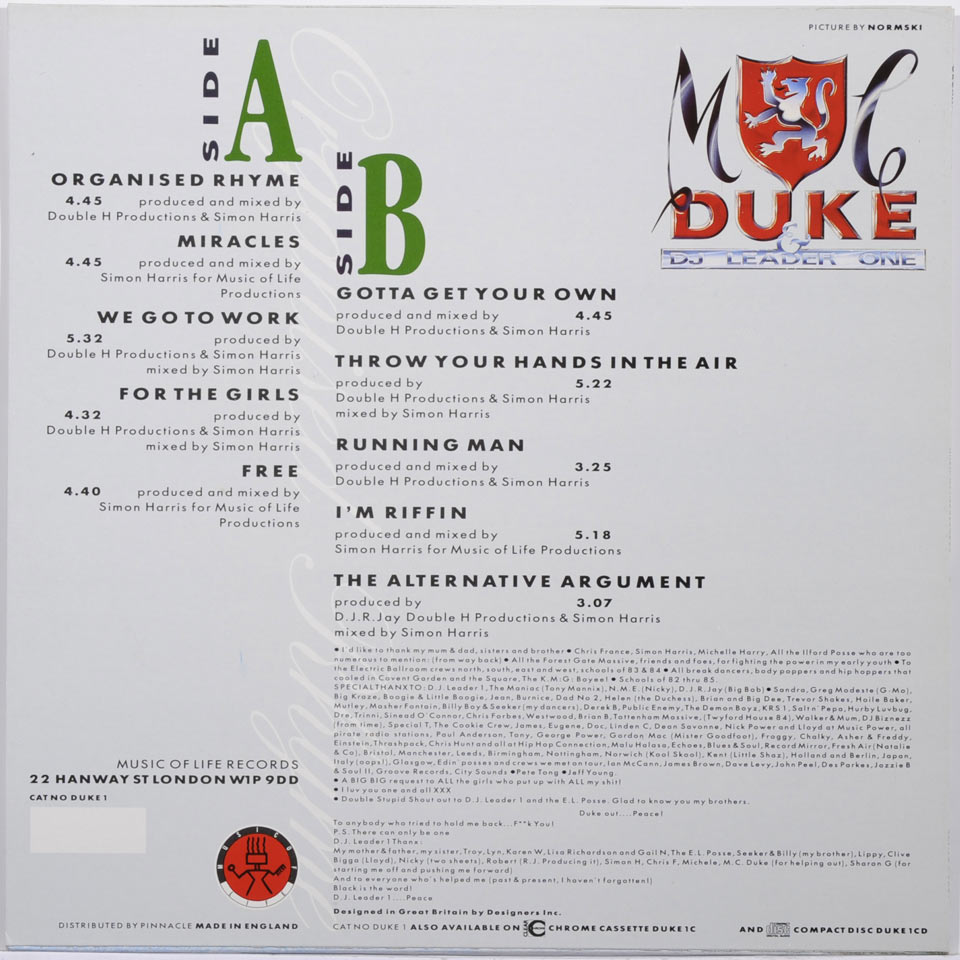 PICTURE BY NORMSKI
MC
DUKE
&
DJ LEADER ONE
SIDE A
ORGANISED RHYME
4.45 produced and mixed by
Double H Productions & Simon Harris
MIRACLES
4.45 produced and mixed by
Simon Harris for Music of Life
Productions
WE GO TO WORK
5.32 produced by
Double H Productions & Simon Harris
mixed by Simon Harris
FOR THE GIRLS
4.32 produced by
Double H Productions & Simon Harris
mixed by Simon Harris
FREE
4.40 produced and mixed by
Simon Harris for Music of Life
Productions
SIDE B
GOTTA GET YOUR OWN
produced and mixed by 4.45
Double H Productions & Simon Harris
THROW YOUR HANDS IN THE AIR
produced by 5.22
Double H Productions & Simon Harris
mixed by Simon Harris
RUNNING MAN
produced and mixed by 3.25
Double H Productions & Simon Harris
I'M RIFFIN
produced and mixed by 5.18
Simon Harris for Music of Life Productions
THE ALTERNATIVE ARGUMENT
produced by 3.07
D.J.R.Jay Double H Productions & Simon Harris
mixed by Simon Harris
• I'd like to thank my mum & dad, sisters and brother • Chris France, Simon Harris, Michelle Harry, All the Ilford Posse who are too
numerous to mention: (from way back) • All the Forest Gate Massive, friends and foes, for fighting the power in my early youth • To
the Electric Ballroom crews north, south, east and west, schools of 83 & 84 • All break dancers, body poppers and hip hoppers that
cooled in Covent Garden and the Square, The K.M.G: Boyee! • Schools of 82 thru 85.
SPECIAL THANX TO: D.J. Leader 1, The Maniac (Tony Mannix), N.M.E. (Nicky), D.J.R.Jay (Big Bob) • Sandra, Greg Modeste (G-Mo),
Big Kroze, Boogie & Little Boogie, Jean, Burnice, Dad No 2, Helen (the Duchess), Brian and Big Dee, Trevor Shakes, Haile Baker,
Mutley, Masher Fontain, Billy Boy & Seeker (my dancers), Derek B, Public Enemy, The Demon Boyz, KRS 1, Salt n' Pepa, Hurby Luvbug,
Dre, Trinni, Sinead O'Connor, Chris Forbes, Westwood, Brian B, Tottenham Massive, (Twyford House 84), Walker & Mum, DJ Biznezz
(from time), Special T, The Cookie Crew, James, Eugene, Doc, Linden C, Dean Savonne, Nick Power and Lloyd at Music Power, all
pirate radio stations, Paul Anderson, Tany, George Power, Gordon Mac (Mister Goodfoot), Froggy, Chalky, Asher & Freddy,
Einstein, Thrashpack, Chris Hunt and all at Hip Hop Connection, Malu Halasa, Echoes, Blues & Soul, Record Mirror, Fresh Air (Natalie
& Co), Bristol, Manchester, Leeds, Birmingham, Nottingham, Norwich (Kool Skool), Kent (Little Shaz), Holland and Berlin, Japan,
Italy (oops!), Glasgow, Edin' posses and crews we met on tour, Ian McCann, James Brown, Dave Levy, John Peel, Des Parkes, Jazzie B
& Soul II, Groove Records, City Sounds • Pete Tong • Jeff Young.
• A BIG BIG request to ALL the girls who put up with ALL my shit!
• I luv you one and all XXX
• Double Stupid Shout out to D.J. Leader 1 and the E.L. Posse. Glad to know you my brothers.
Duke out....Peace!
To anybody who tried to hold me back...F**k You!
P.S. There can only be one
D.J. Leader 1 Thanx:
My mother & father, my sister, Troy, Lyn, Karen W, Lisa Richardson and Gail N, The E.L. Posse, Seeker & Billy (my brother), Lippy, Clive
Bigga (Lloyd), Nicky (two sheets), Robert (R.J. Producing it), Simon H, Chris F, Michele, M.C. Duke (for helping out), Sharon G (for
starting me off and pushing me forward)
And to everyone who's helped me (past & present, I haven't forgotten!)
Black is the word!
D.J. Leader 1....Peace
MUSIC OF LIFE RECORDS
22 HANWAY ST LONDON W1P 9DD
CAT NO DUKE 1
MUSIC OF
DISTRIBUTED BY PINNACLE MADE IN ENGLAND
Designed in Great Britain by Designers Inc.
CAT NO DUKE 1 ALSO AVAILABLE ON CHROME CASSETTE DUKE 1C AND COMPACT DISC DUKE 1CD